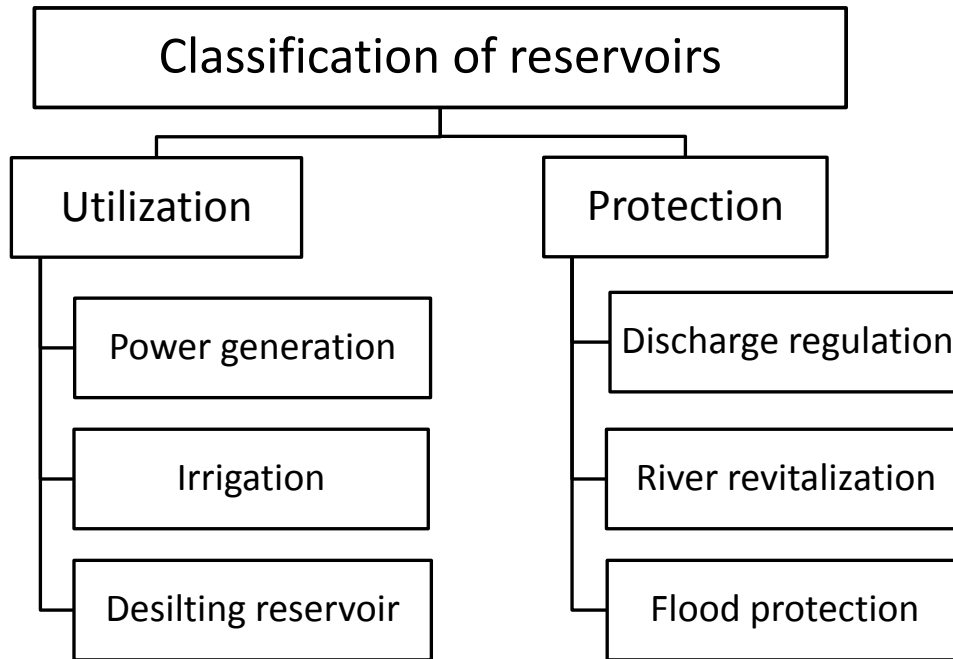 Classification of reservoirs
Utilization
Power generation
Irrigation
Desilting reservoir
Protection
Discharge regulation
River revitalization
Flood protection